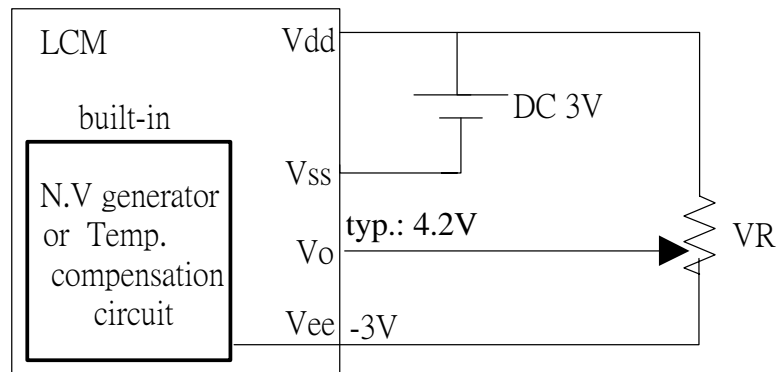 LCM
Vdd
DC 3V
built-in
Vss
N.V generator
or Temp.
compensation
circuit
typ.: 4.2V
Vo
VR
Vee
-3V